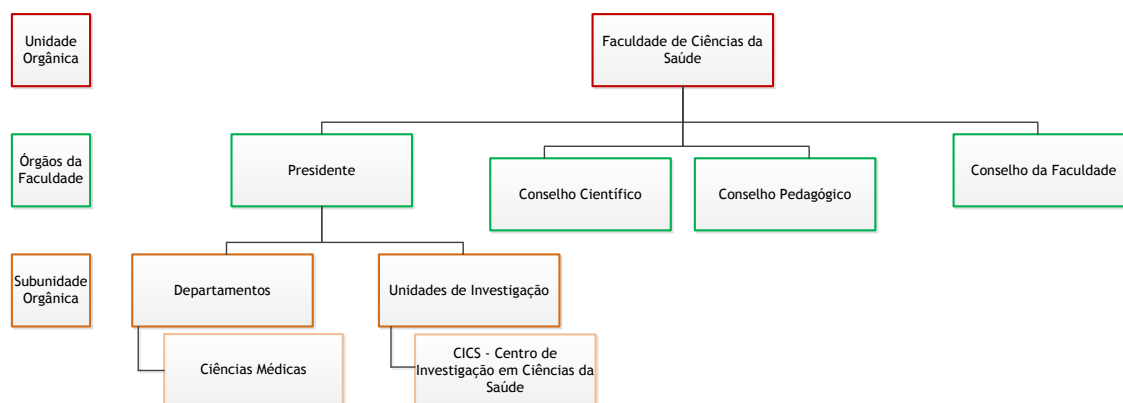 Unidade
Orgânica
Faculdade de Ciências da
Saúde
Órgãos da
Faculdade
Presidente
Conselho Científico
Conselho Pedagógico
Conselho da Faculdade
Subunidade
Orgânica
Departamentos
Unidades de Investigação
Ciências Médicas
CICS - Centro de
Investigação em Ciências da
Saúde